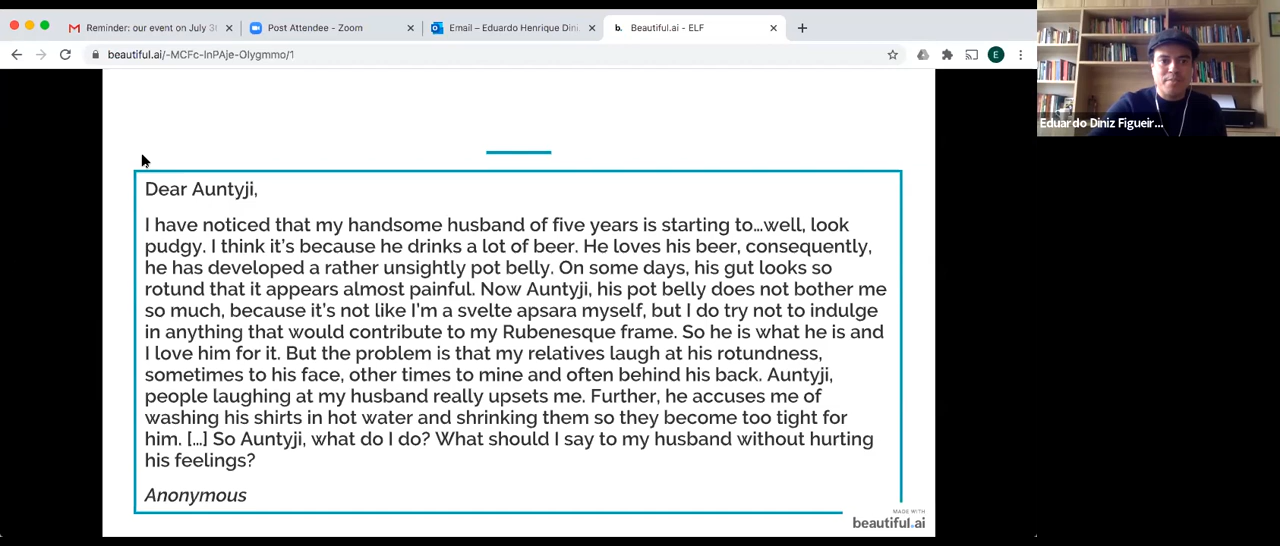 Reminder: our event on July 3
Post Attendee - Zoom
Email – Eduardo Henrique Dini
Beautiful.ai - ELF
beautiful.ai/-MCFc-InPAje-Olygmmo/1
E
Eduardo Diniz Figueir...
Dear Auntyji,
I have noticed that my handsome husband of five years is starting to...well, look
pudgy. I think it's because he drinks a lot of beer. He loves his beer, consequently,
he has developed a rather unsightly pot belly. On some days, his gut looks so
rotund that it appears almost painful. Now Auntyji, his pot belly does not bother me
so much, because it's not like I'm a svelte apsara myself, but I do try not to indulge
in anything that would contribute to my Rubenesque frame. So he is what he is and
I love him for it. But the problem is that my relatives laugh at his rotundness,
sometimes to his face, other times to mine and often behind his back. Auntyji,
people laughing at my husband really upsets me. Further, he accuses me of
washing his shirts in hot water and shrinking them so they become too tight for
him. [...] So Auntyji, what do I do? What should I say to my husband without hurting
his feelings?
Anonymous
MADE WITH
beautiful.ai